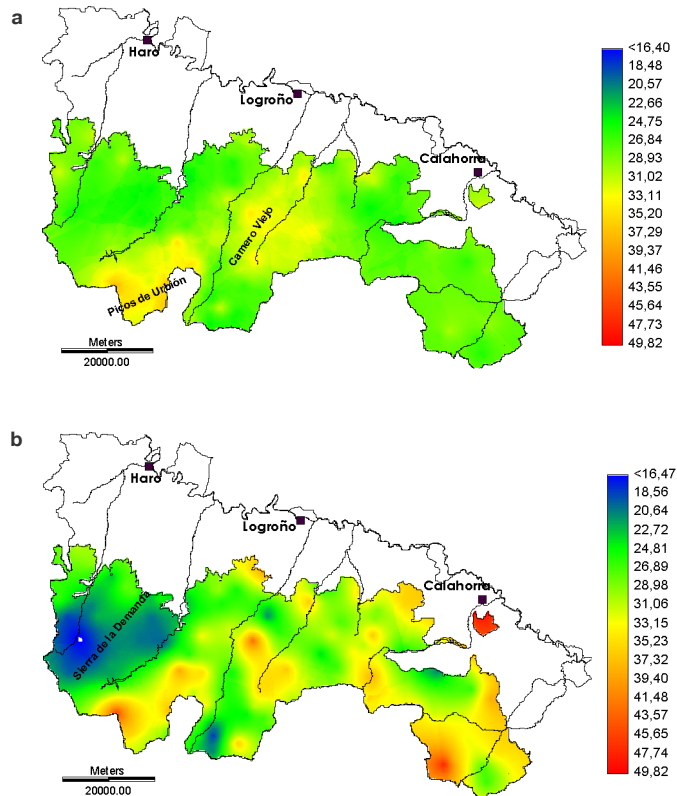 a
Haro
Logroño
Calahorra
Camero Viejo
Picos de Urbión
Meters
20000.00
<16,40
18,48
20,57
22,66
24,75
26,84
28,93
31,02
33,11
35,20
37,29
39,37
41,46
43,55
45,64
47,73
49,82
b
Haro
Logroño
Calahorra
Sierra de la Demanda
Meters
20000.00
<16,47
18,56
20,64
22,72
24,81
26,89
28,98
31,06
33,15
35,23
37,32
39,40
41,48
43,57
45,65
47,74
49,82